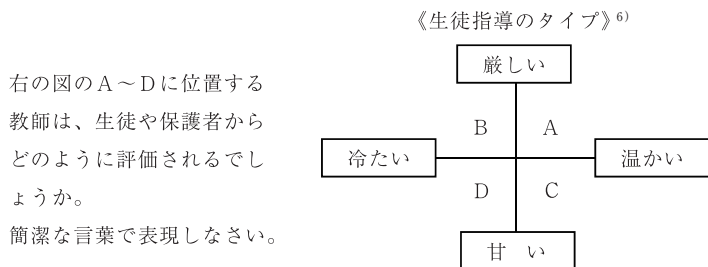 《生徒指導のタイプ》6)
右の図のA～Dに位置する
教師は、生徒や保護者から
どのように評価されるでし
ょうか。
簡潔な言葉で表現しなさい。
厳しい
B A
冷たい 温かい
D C
甘 い